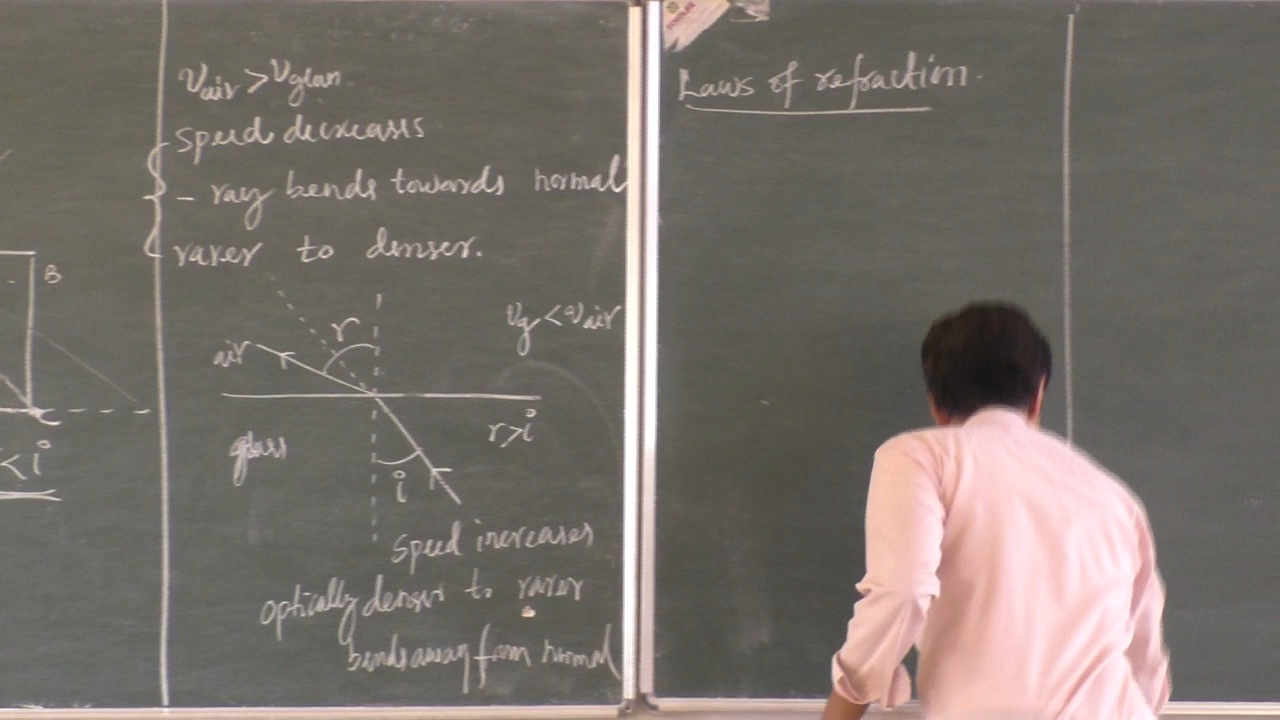 B
< i
Vair > Vglass
speed decreases
- ray bends towards normal
rarer to denser.
Vg < Vair
r
air
glass
r > i
i
Speed increases
optically denser to rarer
bends away from normal
Laws of refraction.